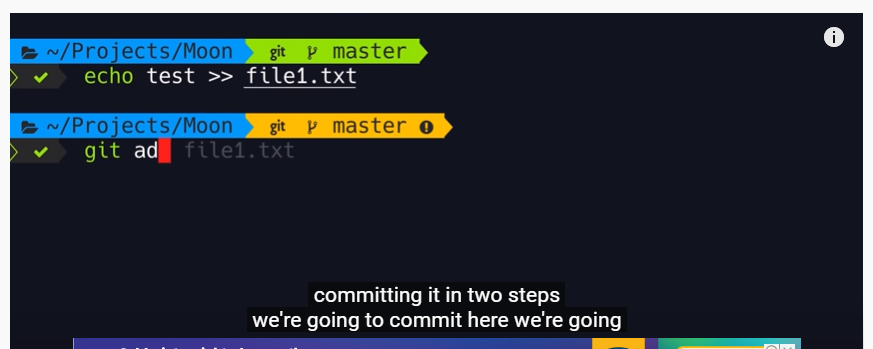 ~/Projects/Moon git master
echo test >> file1.txt
~/Projects/Moon git master
git ad file1.txt
committing it in two steps
we're going to commit here we're going